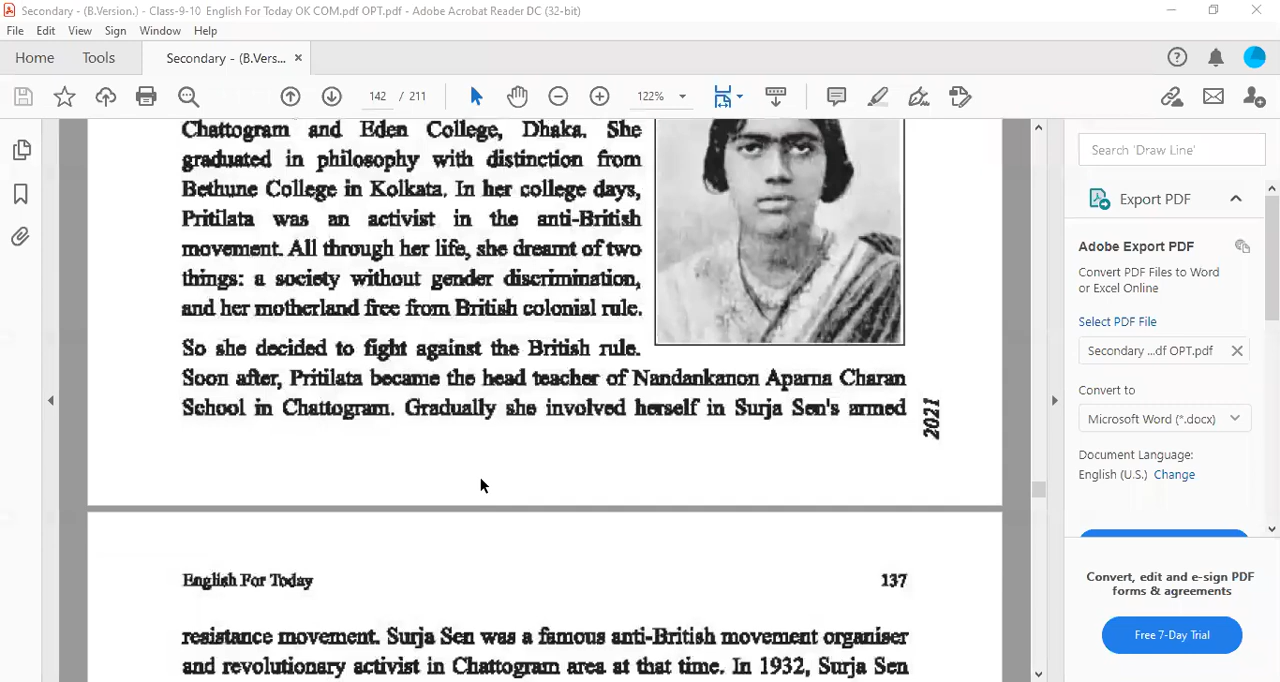 Secondary - (B.Version.) - Class-9-10 English For Today OK COM.pdf OPT.pdf - Adobe Acrobat Reader DC (32-bit)
File Edit View Sign Window Help
Home Tools Secondary - (B.Vers... ×
142 / 211 122%
Chattogram and Eden College, Dhaka. She
graduated in philosophy with distinction from
Bethune College in Kolkata. In her college days,
Pritilata was an activist in the anti-British
movement. All through her life, she dreamt of two
things: a society without gender discrimination,
and her motherland free from British colonial rule.
So she decided to fight against the British rule.
Soon after, Pritilata became the head teacher of Nandankanon Aparna Charan
School in Chattogram. Gradually she involved herself in Surja Sen's armed
2021
English For Today 137
resistance movement. Surja Sen was a famous anti-British movement organiser
and revolutionary activist in Chattogram area at that time. In 1932, Surja Sen
Search 'Draw Line'
Export PDF
Adobe Export PDF
Convert PDF Files to Word
or Excel Online
Select PDF File
Secondary ...df OPT.pdf
Convert to
Microsoft Word (*.docx)
Document Language:
English (U.S.) Change
Convert, edit and e-sign PDF
forms & agreements
Free 7-Day Trial